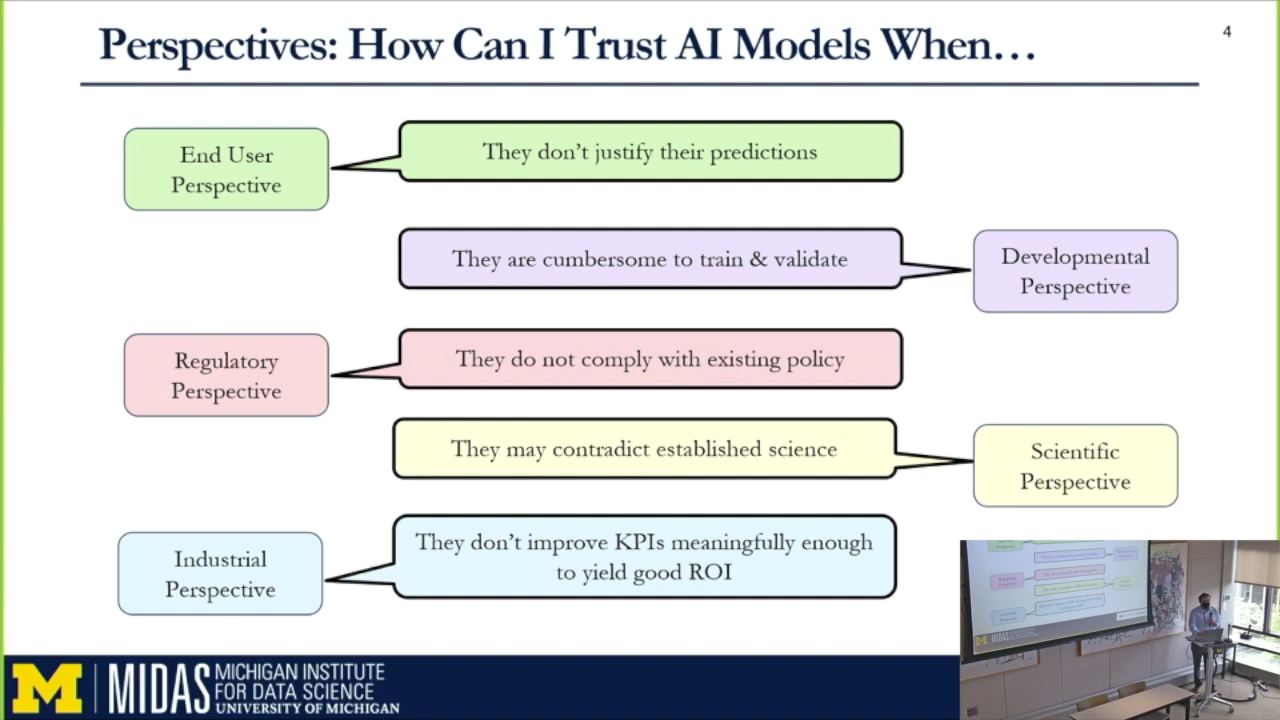 Perspectives: How Can I Trust AI Models When…
4
End User
Perspective
They don’t justify their predictions
They are cumbersome to train & validate
Developmental
Perspective
Regulatory
Perspective
They do not comply with existing policy
They may contradict established science
Scientific
Perspective
Industrial
Perspective
They don’t improve KPIs meaningfully enough
to yield good ROI
M
MIDAS
MICHIGAN INSTITUTE
FOR DATA SCIENCE
UNIVERSITY OF MICHIGAN